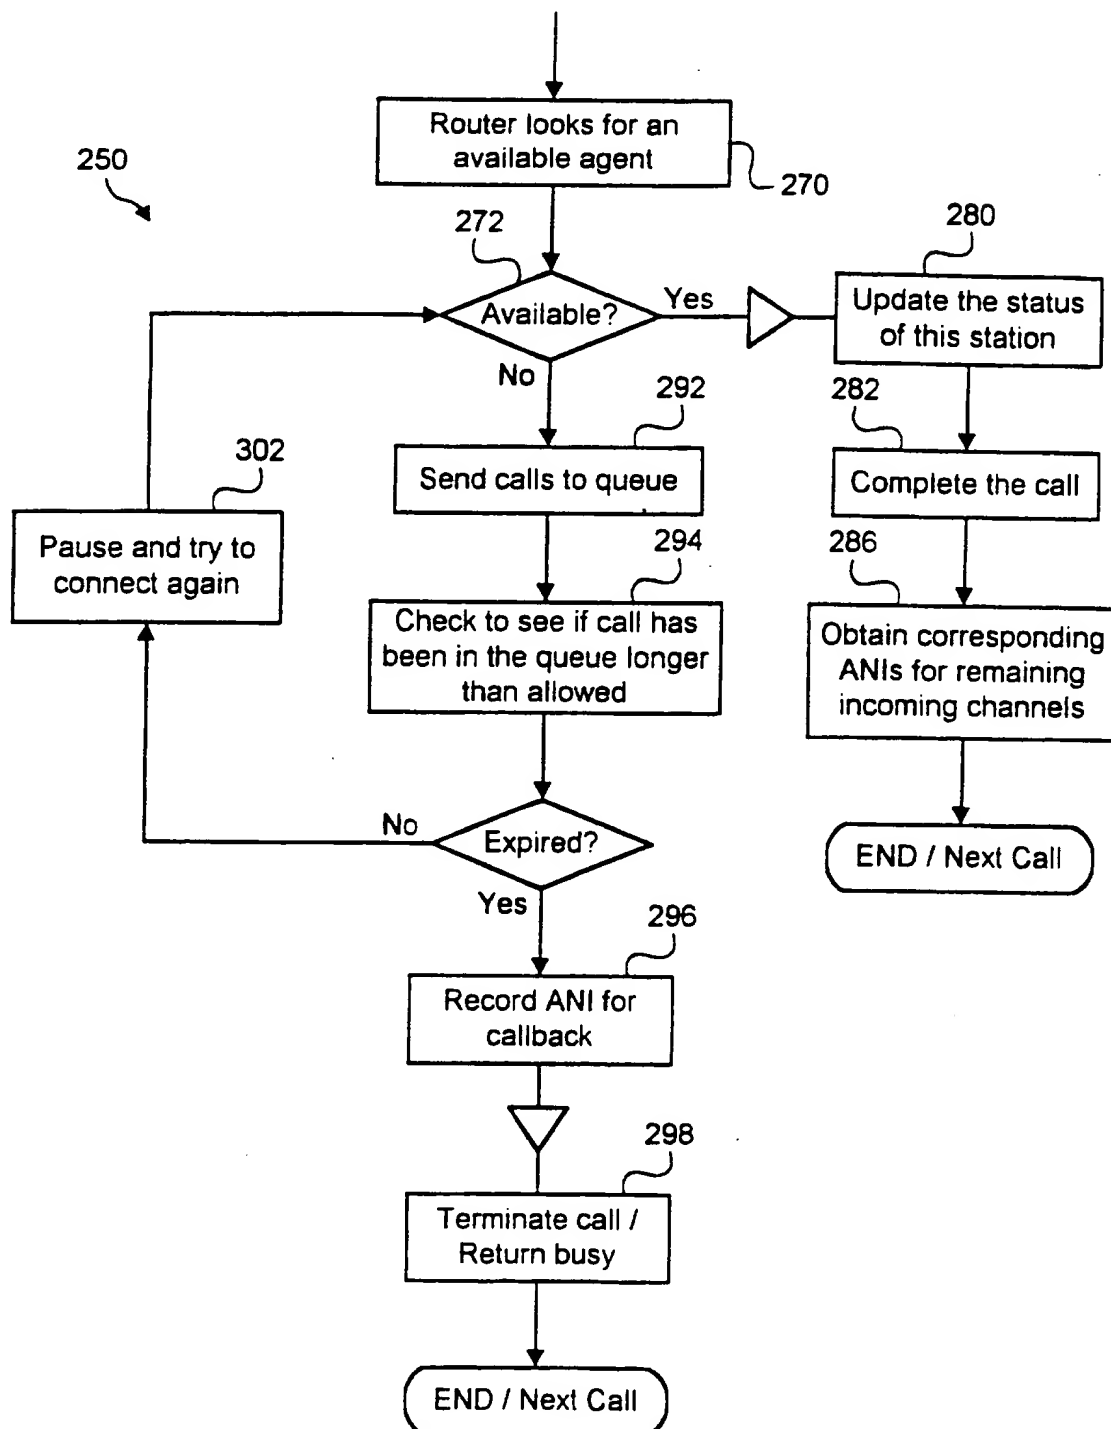 Router looks for an
available agent
250
270
272
280
Available?
Yes
Update the status
of this station
No
292
282
302
Send calls to queue
Complete the call
Pause and try to
connect again
294
286
Check to see if call has
been in the queue longer
than allowed
Obtain corresponding
ANIs for remaining
incoming channels
No
Expired?
END / Next Call
Yes
296
Record ANI for
callback
298
Terminate call /
Return busy
END / Next Call